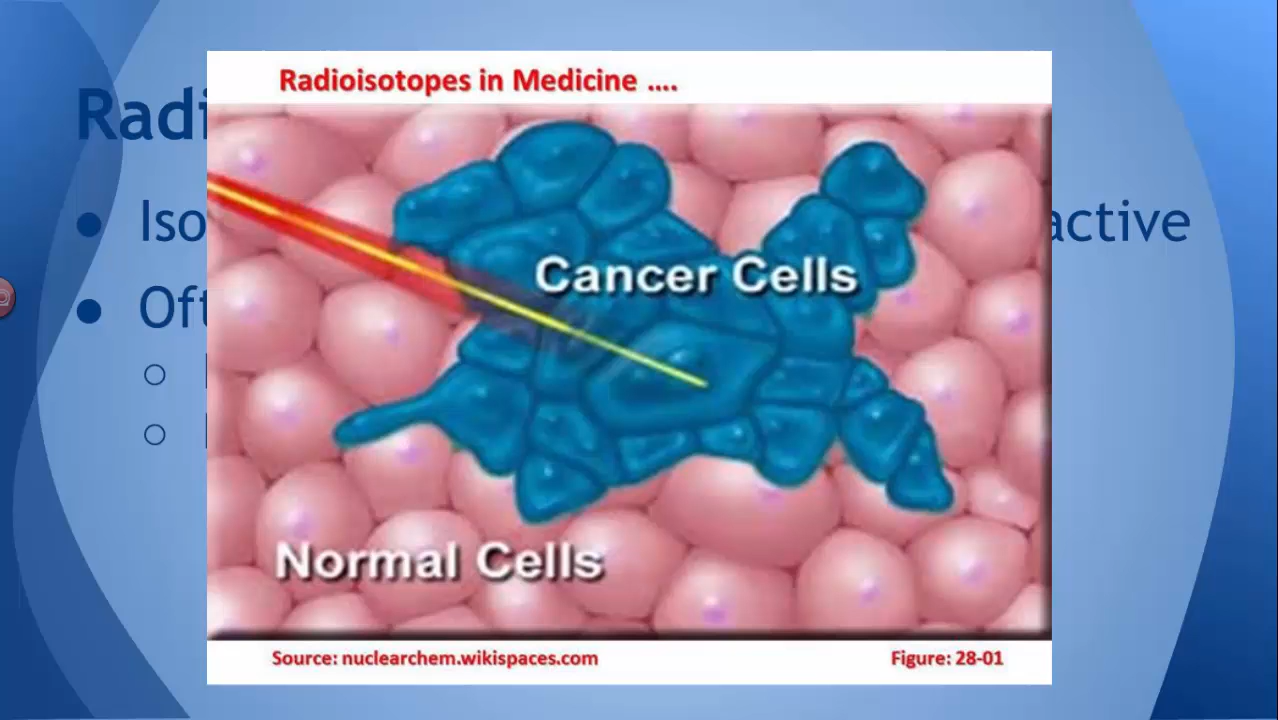 Radioisotopes in Medicine ....
Radi
● Iso active
Cancer Cells
● Oft
Normal Cells
Source: nuclearchem.wikispaces.com
Figure: 28-01